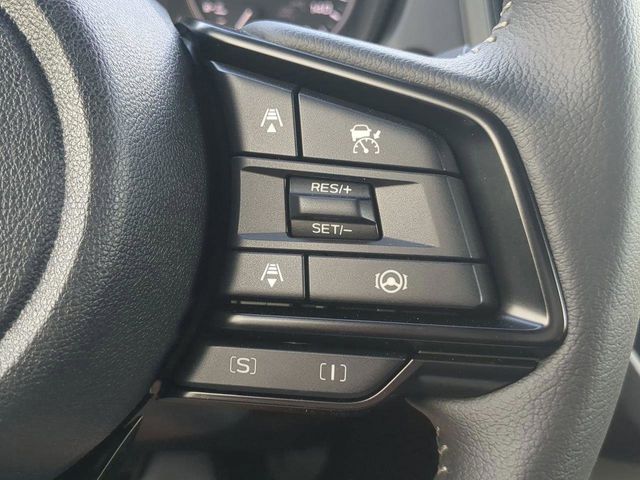 RES/+
SET/-
[S] [I]